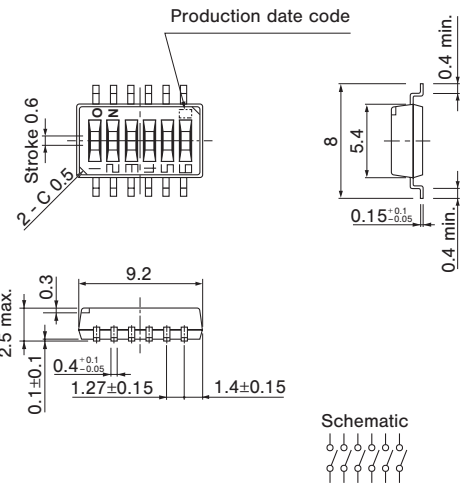 Production date code
0.4 min.
Stroke 0.6
ON
8
5.4
2 - C 0.5
0.15 +0.1 -0.05
0.4 min.
9.2
0.3
2.5 max.
0.1±0.1
0.4 +0.1 -0.05
1.27±0.15
1.4±0.15
Schematic